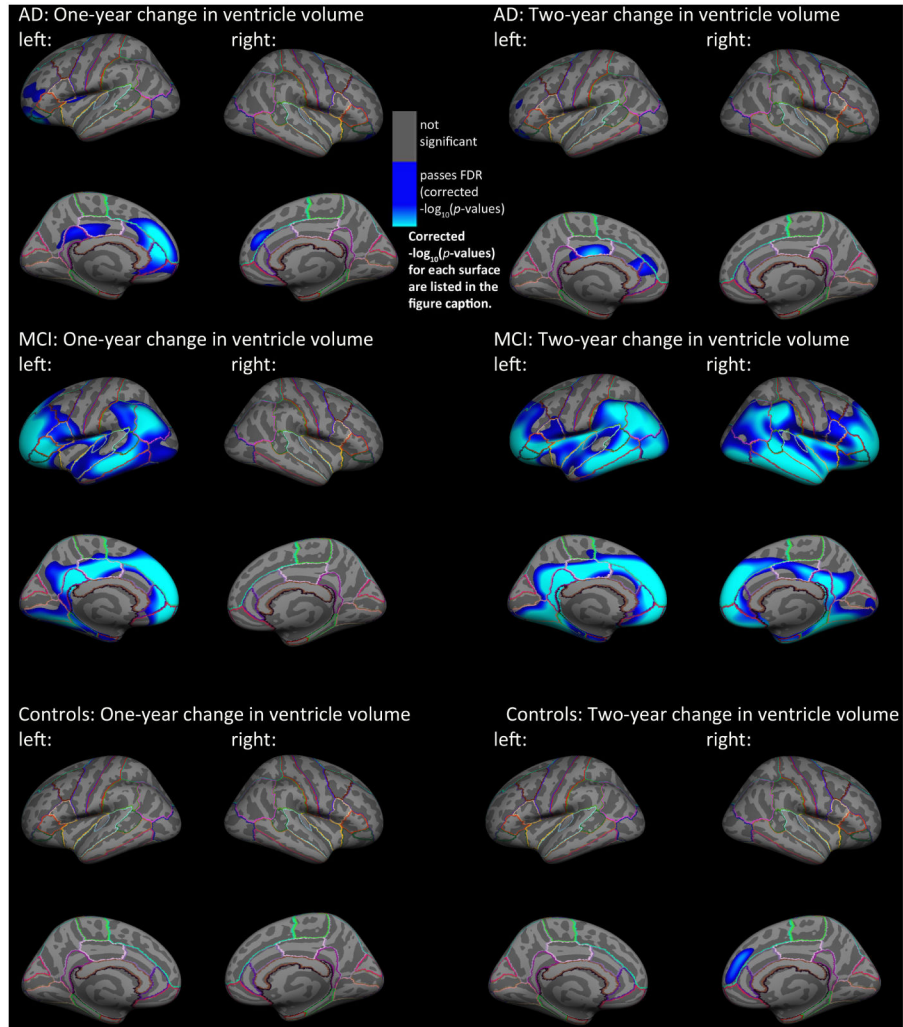 AD: One-year change in ventricle volume
left:
right:
AD: Two-year change in ventricle volume
left:
right:
not
significant
passes FDR
(corrected
-log10(p-values)
Corrected
-log10(p-values)
for each surface
are listed in the
figure caption.
MCI: One-year change in ventricle volume
left:
right:
MCI: Two-year change in ventricle volume
left:
right:
Controls: One-year change in ventricle volume
left:
right:
Controls: Two-year change in ventricle volume
left:
right: